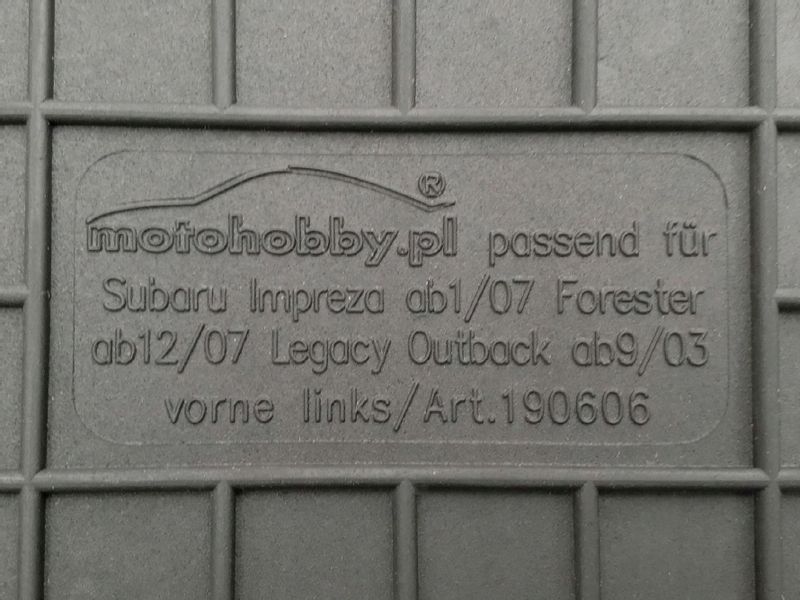 motohobby.pl® passend für
Subaru Impreza ab1/07 Forester
ab12/07 Legacy Outback ab9/03
vorne links/Art.190606